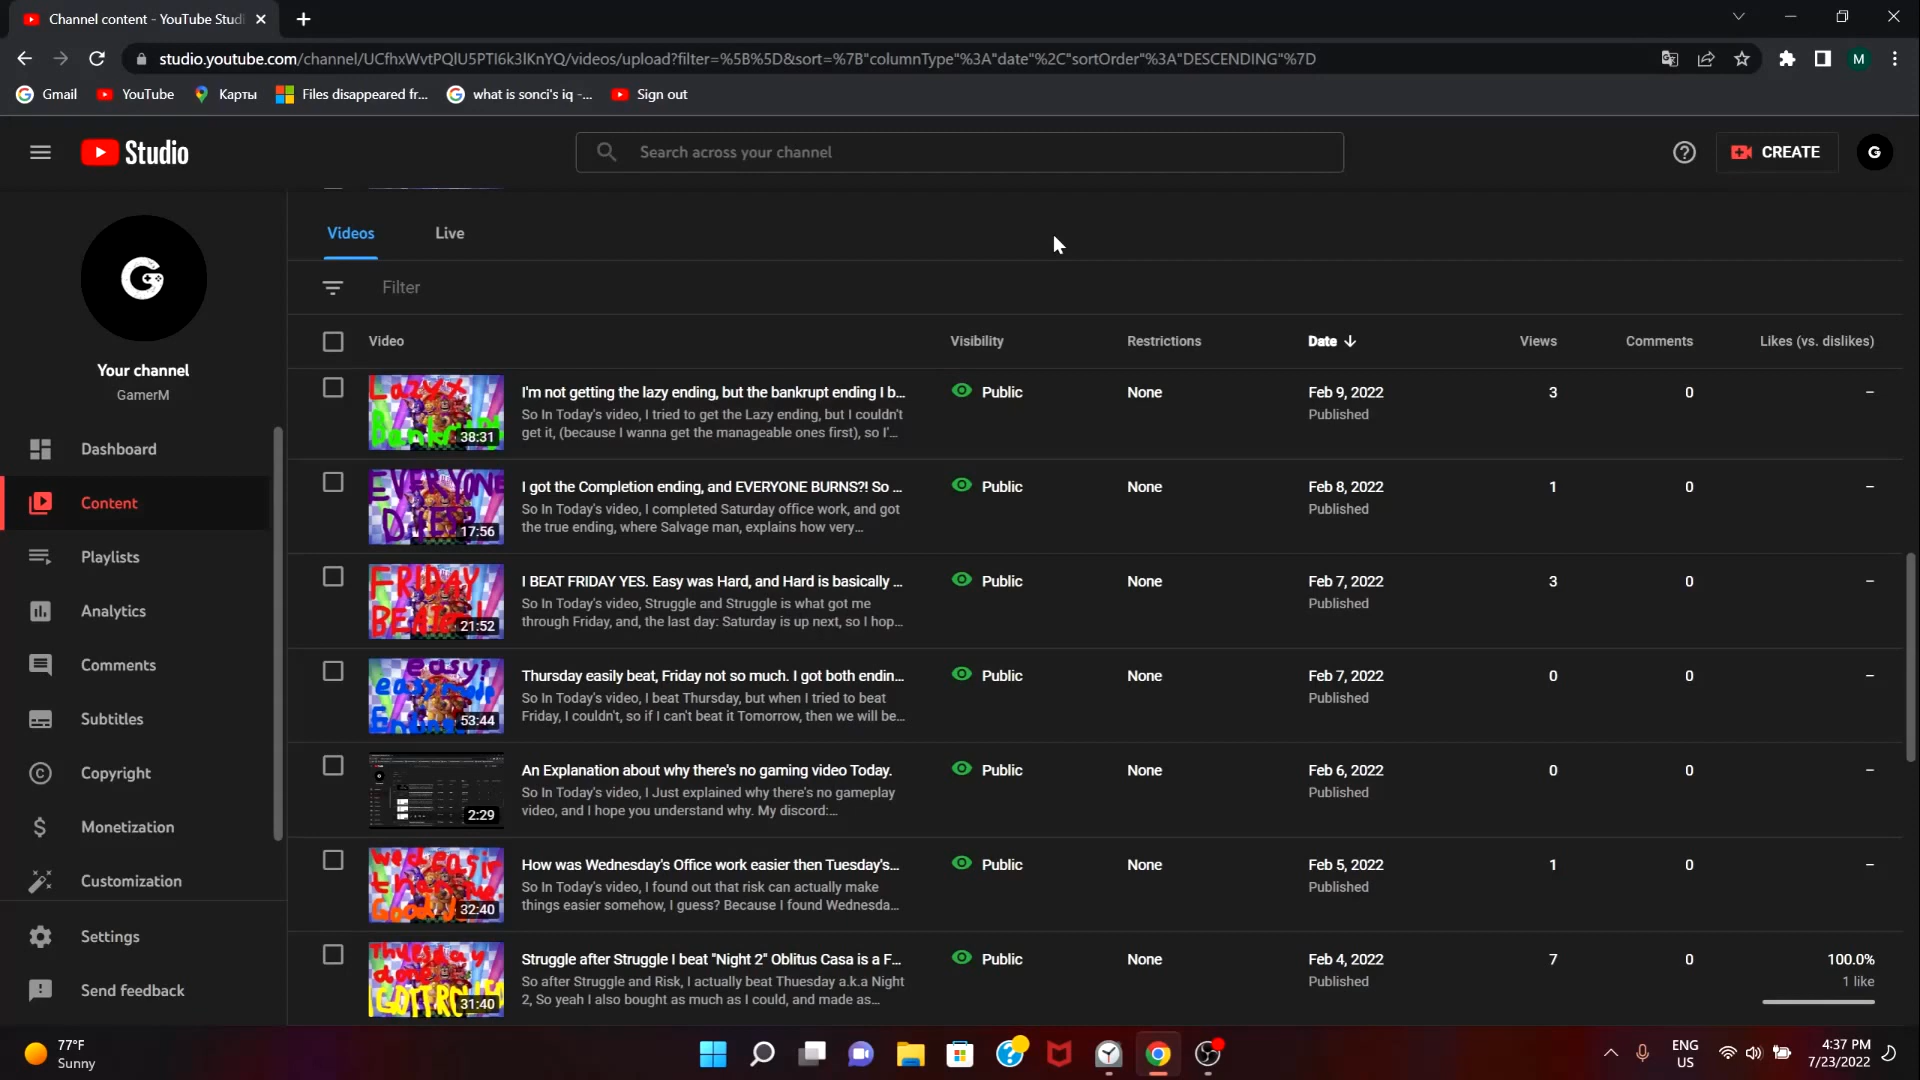 Channel content - YouTube Studi
studio.youtube.com/channel/UCfhxWvtPQlU5PTI6k3lKnYQ/videos/upload?filter=%5B%5D&sort=%7B"columnType"%3A"date"%2C"sortOrder"%3A"DESCENDING"%7D
M
Gmail
YouTube
Карты
Files disappeared fr...
what is sonci's iq -...
Sign out
Studio
Search across your channel
CREATE
G
Your channel
GamerM
Dashboard
Content
Playlists
Analytics
Comments
Subtitles
Copyright
Monetization
Customization
Settings
Send feedback
Videos
Live
Filter
Video
Visibility
Restrictions
Date
Views
Comments
Likes (vs. dislikes)
38:31
I'm not getting the lazy ending, but the bankrupt ending I b...
So In Today's video, I tried to get the Lazy ending, but I couldn't
get it, (because I wanna get the manageable ones first), so I'...
Public
None
Feb 9, 2022
Published
3
0
–
EVERYONE
17:56
I got the Completion ending, and EVERYONE BURNS?! So ...
So In Today's video, I completed Saturday office work, and got
the true ending, where Salvage man, explains how very...
Public
None
Feb 8, 2022
Published
1
0
–
FRIDAY
21:52
I BEAT FRIDAY YES. Easy was Hard, and Hard is basically ...
So In Today's video, Struggle and Struggle is what got me
through Friday, and, the last day: Saturday is up next, so I hop...
Public
None
Feb 7, 2022
Published
3
0
–
easy?
easy mode
53:44
Thursday easily beat, Friday not so much. I got both endin...
So In Today's video, I beat Thursday, but when I tried to beat
Friday, I couldn't, so if I can't beat it Tomorrow, then we will be...
Public
None
Feb 7, 2022
Published
0
0
–
2:29
An Explanation about why there's no gaming video Today.
So In Today's video, I Just explained why there's no gameplay
video, and I hope you understand why. My discord:...
Public
None
Feb 6, 2022
Published
0
0
–
32:40
How was Wednesday's Office work easier then Tuesday's...
So In Today's video, I found out that risk can actually make
things easier somehow, I guess? Because I found Wednesda...
Public
None
Feb 5, 2022
Published
1
0
–
Thuesday
done
31:40
Struggle after Struggle I beat "Night 2" Oblitus Casa is a F...
So after Struggle and Risk, I actually beat Thuesday a.k.a Night
2, So yeah I also bought as much as I could, and made as...
Public
None
Feb 4, 2022
Published
7
0
100.0%
1 like
77°F
Sunny
ENG
US
4:37 PM
7/23/2022